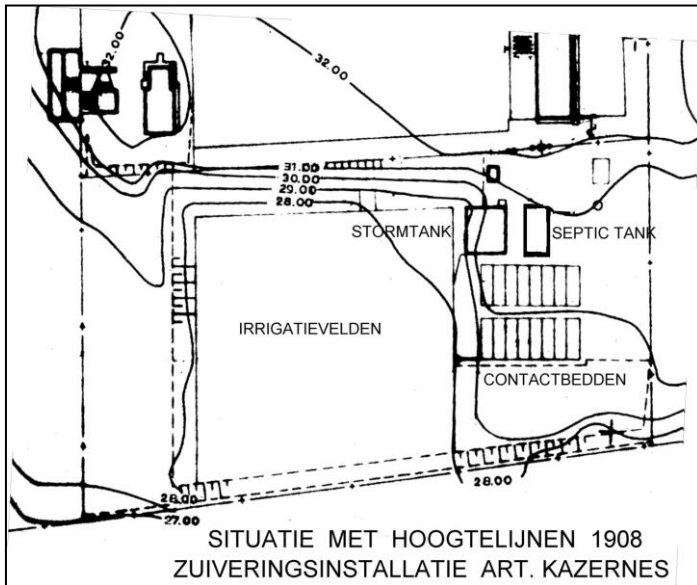 32.00
32.00
31.00
30.00
29.00
28.00
STORMTANK
SEPTIC TANK
IRRIGATIEVELDEN
CONTACTBEDDEN
28.00
28.00
27.00
SITUATIE MET HOOGTELIJNEN 1908
ZUIVERINGSINSTALLATIE ART. KAZERNES